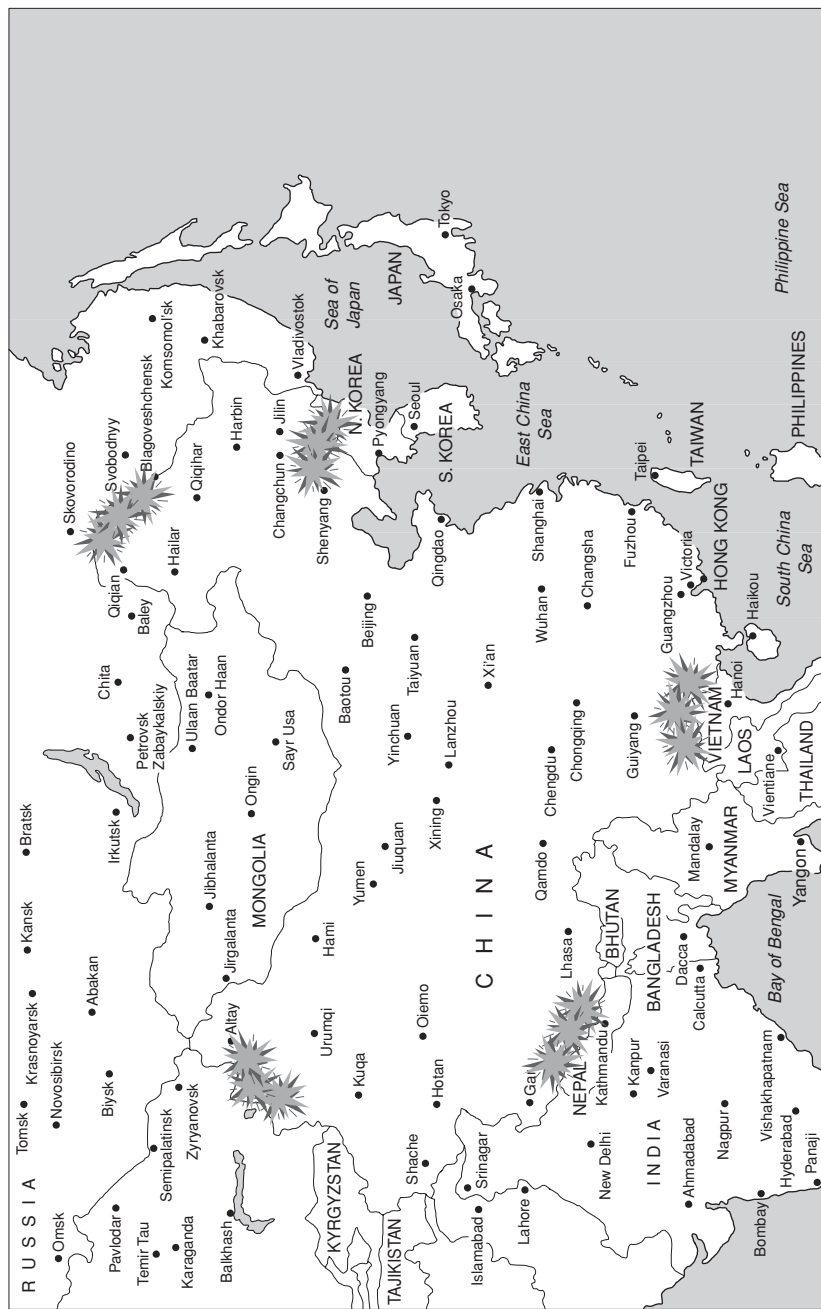 RUSSIA
Omsk
Tomsk
Krasnoyarsk
Kansk
Bratsk
Novosibirsk
Abakan
Skovorodino
Pavlodar
Biysk
Irkutsk
Petrovsk
Zabaykalskiy
Chita
Baley
Qiqian
Svobodnyy
Blagoveshchensk
Komsomol'sk
Temir Tau
Semipalatinsk
Karaganda
Zyryanovsk
Ulaan Baatar
Ondor Haan
Hailar
Qiqihar
Khabarovsk
Balkhash
Altay
Jirgalanta
Jibhalanta
Ongin
MONGOLIA
Sayr Usa
Harbin
Changchun
Jilin
Vladivostok
Urumqi
Hami
Shenyang
Sea of
Japan
KYRGYZSTAN
Kuqa
Yumen
Jiuquan
Baotou
Beijing
N. KOREA
Pyongyang
JAPAN
TAJIKISTAN
Shache
Hotan
Oiemo
Xining
Yinchuan
Lanzhou
Taiyuan
Qingdao
Seoul
S. KOREA
Tokyo
Osaka
Srinagar
Islamabad
Lahore
CHINA
Xi'an
East China
Sea
Qamdo
Chengdu
Chongqing
Wuhan
Shanghai
Changsha
Lhasa
New Delhi
NEPAL
Kathmandu
BHUTAN
Guiyang
Fuzhou
Taipei
TAIWAN
Kanpur
Varanasi
INDIA
BANGLADESH
Dacca
Calcutta
Ahmadabad
Nagpur
Mandalay
MYANMAR
VIETNAM
Hanoi
LAOS
Guangzhou
Victoria
HONG KONG
Haikou
South China
Sea
PHILIPPINES
Philippine Sea
Vientiane
THAILAND
Yangon
Bay of Bengal
Vishakhapatnam
Hyderabad
Bombay
Panaji